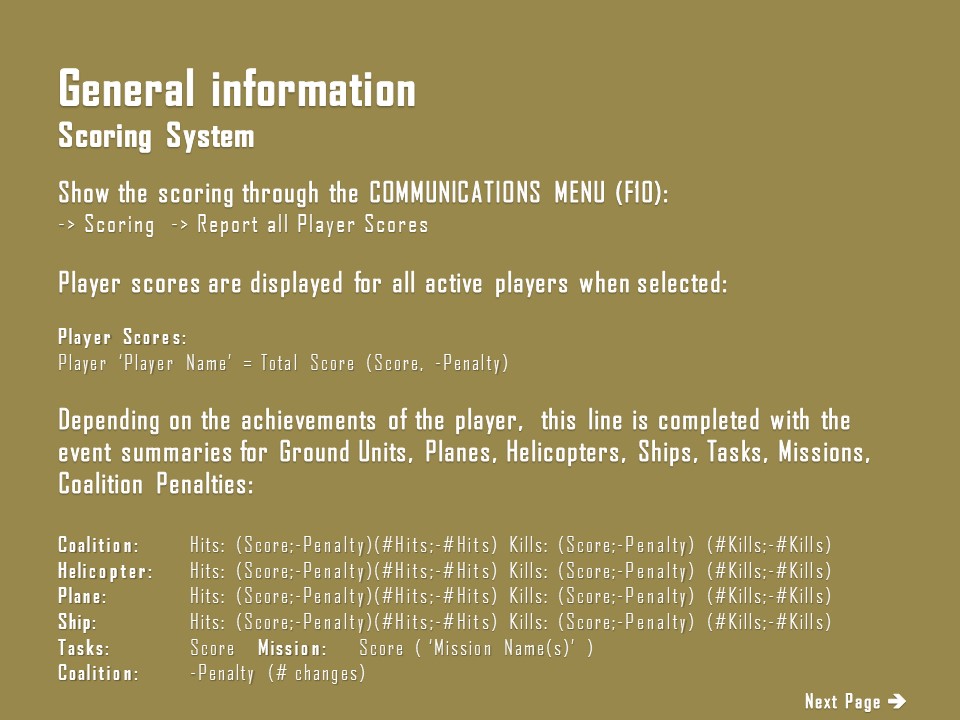 General information
Scoring System
Show the scoring through the COMMUNICATIONS MENU (F10):
-> Scoring -> Report all Player Scores
Player scores are displayed for all active players when selected:
Player Scores:
Player ‘Player Name’ = Total Score (Score, -Penalty)
Depending on the achievements of the player, this line is completed with the
event summaries for Ground Units, Planes, Helicopters, Ships, Tasks, Missions,
Coalition Penalties:
Coalition: Hits: (Score;-Penalty)(#Hits;-#Hits) Kills: (Score;-Penalty) (#Kills;-#Kills)
Helicopter: Hits: (Score;-Penalty)(#Hits;-#Hits) Kills: (Score;-Penalty) (#Kills;-#Kills)
Plane: Hits: (Score;-Penalty)(#Hits;-#Hits) Kills: (Score;-Penalty) (#Kills;-#Kills)
Ship: Hits: (Score;-Penalty)(#Hits;-#Hits) Kills: (Score;-Penalty) (#Kills;-#Kills)
Tasks: Score Mission: Score ( ‘Mission Name(s)’ )
Coalition: -Penalty (# changes)
Next Page →